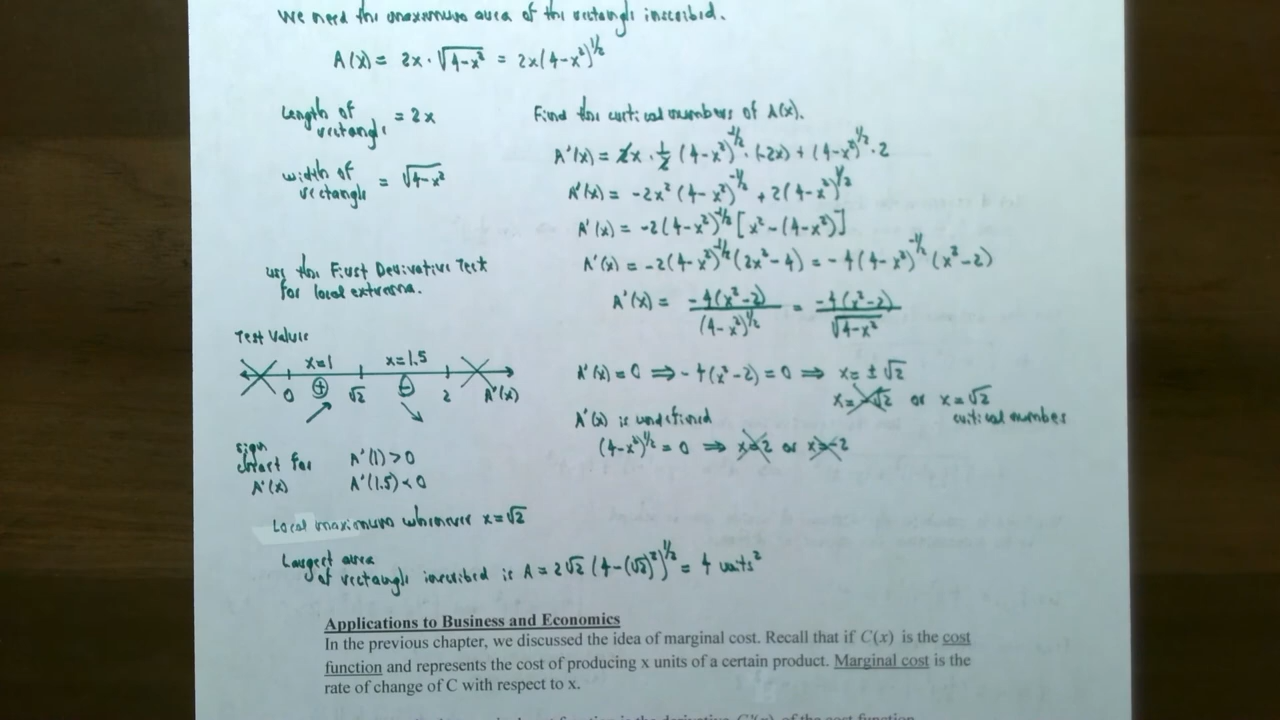 We need the maximum area of the rectangle inscribed.
A(x) = 2x · √(4-x²) = 2x(4-x²)^1/2
Length of rectangle = 2x
width of rectangle = √(4-x²)
Use the First Derivative Test
for local extrema.
Test Values
x=1 x=1.5
0 + √2 - 2 A'(x)
sign
chart for
A'(x)
A'(1) > 0
A'(1.5) < 0
Find the critical numbers of A(x).
A'(x) = 2x · 1/2 (4-x²)^-1/2 · (-2x) + (4-x²)^1/2 · 2
A'(x) = -2x² (4-x²)^-1/2 + 2(4-x²)^1/2
A'(x) = -2(4-x²)^-1/2 [x² - (4-x²)]
A'(x) = -2(4-x²)^-1/2 (2x²-4) = -4(4-x²)^-1/2 (x²-2)
A'(x) = -4(x²-2)/(4-x²)^1/2 = -4(x²-2)/√(4-x²)
A'(x) = 0 ⇒ -4(x²-2) = 0 ⇒ x = ±√2
x = -√2 or x = √2
critical number
A'(x) is undefined
(4-x²)^1/2 = 0 ⇒ x=2 or x=-2
Local maximum whenever x=√2
Largest area
of rectangle inscribed is A = 2√2 (4-(√2)²)^1/2 = 4 units²
Applications to Business and Economics
In the previous chapter, we discussed the idea of marginal cost. Recall that if C(x) is the cost
function and represents the cost of producing x units of a certain product. Marginal cost is the
rate of change of C with respect to x.